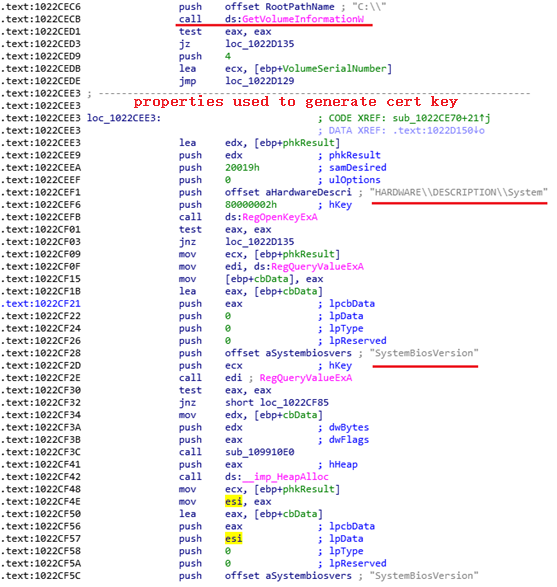 .text:1022CEC6 push offset RootPathName ; "C:\\"
.text:1022CECB call ds:GetVolumeInformationW
.text:1022CED1 test eax, eax
.text:1022CED3 jz loc_1022D135
.text:1022CED9 push 4
.text:1022CEDB lea ecx, [ebp+VolumeSerialNumber]
.text:1022CEDE jmp loc_1022D129
.text:1022CEE3 ; ---------------------------------------------------------------------------
.text:1022CEE3 properties used to generate cert key
.text:1022CEE3 loc_1022CEE3: ; CODE XREF: sub_1022CE70+21↑j
.text:1022CEE3 ; DATA XREF: .text:1022D150↓o
.text:1022CEE3 lea edx, [ebp+phkResult]
.text:1022CEE9 push edx ; phkResult
.text:1022CEEA push 20019h ; samDesired
.text:1022CEEF push 0 ; ulOptions
.text:1022CEF1 push offset aHardwareDescri ; "HARDWARE\\DESCRIPTION\\System"
.text:1022CEF6 push 80000002h ; hKey
.text:1022CEFB call ds:RegOpenKeyExA
.text:1022CF01 test eax, eax
.text:1022CF03 jnz loc_1022D135
.text:1022CF09 mov ecx, [ebp+phkResult]
.text:1022CF0F mov edi, ds:RegQueryValueExA
.text:1022CF15 mov [ebp+cbData], eax
.text:1022CF1B lea eax, [ebp+cbData]
.text:1022CF21 push eax ; lpcbData
.text:1022CF22 push 0 ; lpData
.text:1022CF24 push 0 ; lpType
.text:1022CF26 push 0 ; lpReserved
.text:1022CF28 push offset aSystembiosvers ; "SystemBiosVersion"
.text:1022CF2D push ecx ; hKey
.text:1022CF2E call edi ; RegQueryValueExA
.text:1022CF30 test eax, eax
.text:1022CF32 jnz short loc_1022CF85
.text:1022CF34 mov edx, [ebp+cbData]
.text:1022CF3A push edx ; dwBytes
.text:1022CF3B push 0 ; dwFlags
.text:1022CF3C call sub_109910E0
.text:1022CF41 push eax ; hHeap
.text:1022CF42 call ds:__imp_HeapAlloc
.text:1022CF48 mov ecx, [ebp+phkResult]
.text:1022CF4E mov esi, eax
.text:1022CF50 lea eax, [ebp+cbData]
.text:1022CF56 push eax ; lpcbData
.text:1022CF57 push esi ; lpData
.text:1022CF58 push 0 ; lpType
.text:1022CF5A push 0 ; lpReserved
.text:1022CF5C push offset aSystembiosvers ; "SystemBiosVersion"